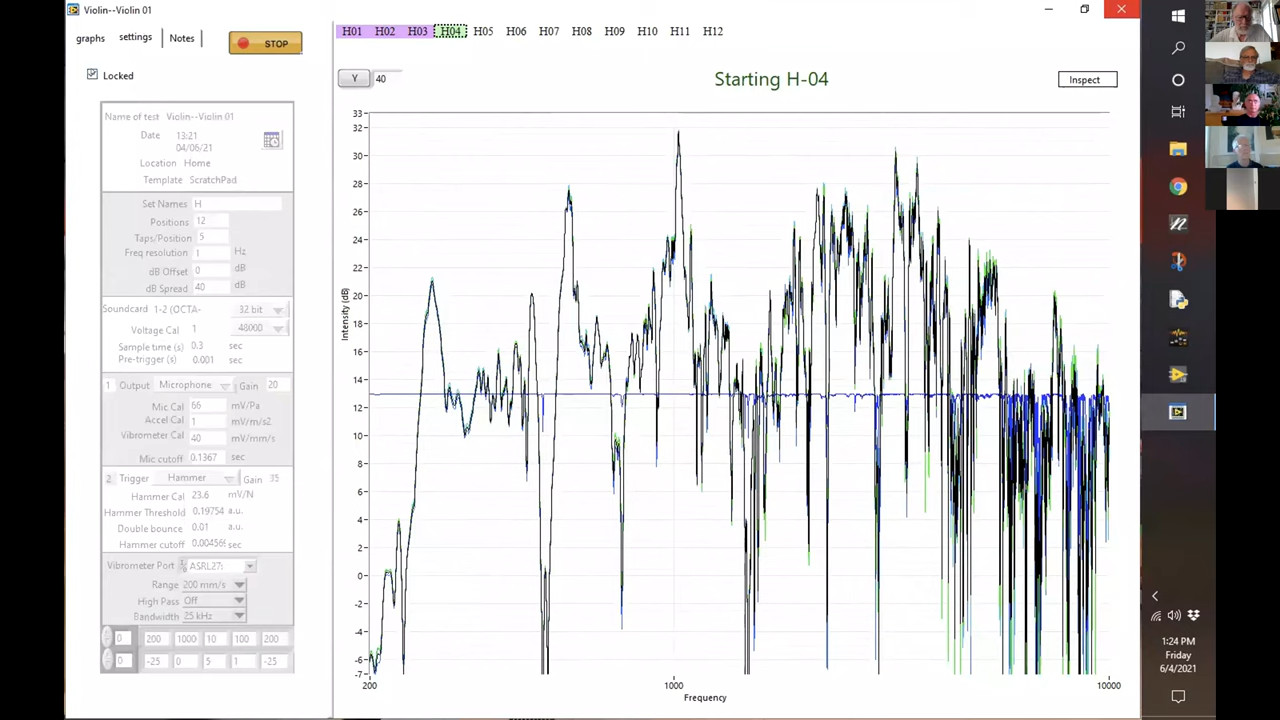 Violin--Violin 01
graphs settings Notes STOP
H01 H02 H03 H04 H05 H06 H07 H08 H09 H10 H11 H12
Locked
Y 40
Starting H-04
Inspect
Name of test Violin--Violin 01
Date 13:21
04/06/21
Location Home
Template ScratchPad
Set Names H
Positions 12
Taps/Position 5
Freq resolution 1 Hz
dB Offset 0 dB
dB Spread 40 dB
Soundcard 1-2 (OCTA- 32 bit
Voltage Cal 1 48000
Sample time (s) 0.3 sec
Pre-trigger (s) 0.001 sec
1 Output Microphone Gain 20
Mic Cal 66 mV/Pa
Accel Cal 1 mV/m/s2
Vibrometer Cal 40 mV/mm/s
Mic cutoff 0.1367 sec
2 Trigger Hammer Gain 35
Hammer Cal 23.6 mV/N
Hammer Threshold 0.19754 a.u.
Double bounce 0.01 a.u.
Hammer cutoff 0.00456 sec
Vibrometer Port ASRL27:
Range 200 mm/s
High Pass Off
Bandwidth 25 kHz
0 200 1000 10 100 200
0 -25 0 5 1 -25
Intensity (dB)
33
32
30
28
26
24
22
20
18
16
14
12
10
8
6
4
2
0
-2
-4
-6
-7
200 1000 10000
Frequency
1:24 PM
Friday
6/4/2021